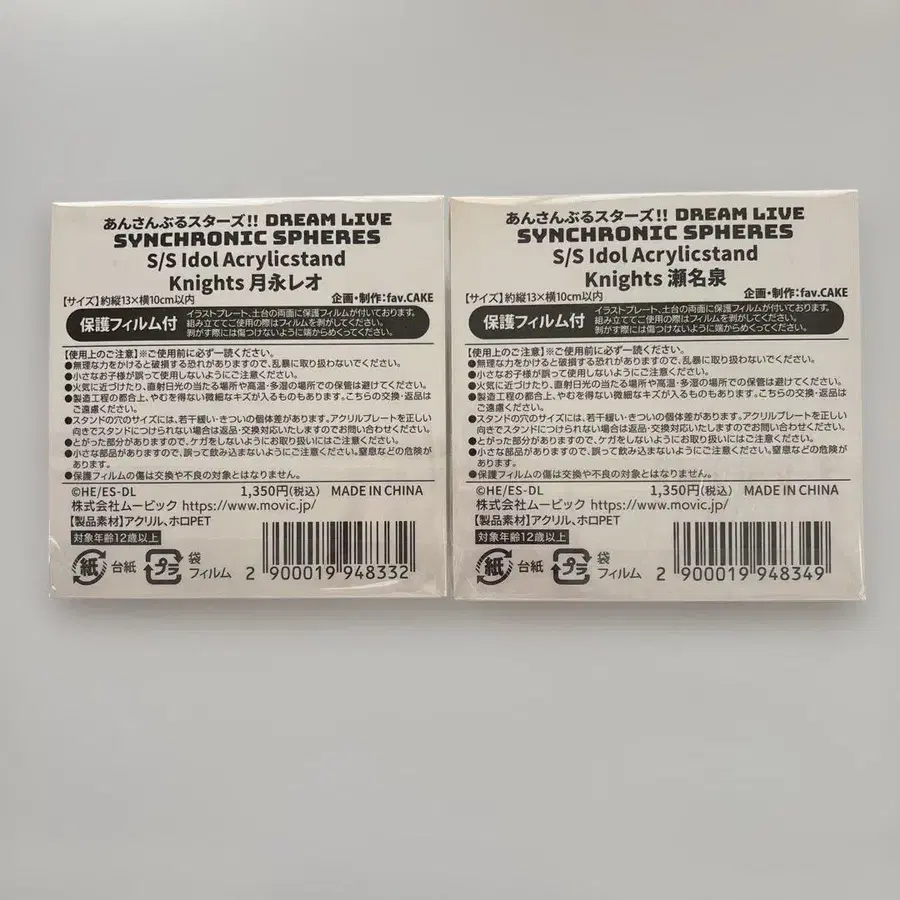 あんさんぶるスターズ!! DREAM LIVE
SYNCHRONIC SPHERES
S/S Idol Acrylicstand
Knights 月永レオ
【サイズ】約縦13×横10cm以内
企画・制作:fav.CAKE
保護フィルム付
イラストプレート、土台の両面に保護フィルムが付いております。
組み立ててご使用の際はフィルムを剥がしてください。
剥がす際には傷つけないように端からめくってください。
【使用上のご注意】※ご使用前に必ず一読ください。
●無理な力をかけると破損する恐れがありますので、乱暴に取り扱わないでください。
●小さなお子様が誤って使用しないようにご注意ください。
●火気に近づけたり、直射日光の当たる場所や高温・多湿の場所での保管は避けてください。
●製造工程の都合上、やむを得ない微細なキズが入るものもあります。こちらの交換・返品は
ご遠慮ください。
●スタンドの穴のサイズには、若干緩い・きついの個体差があります。アクリルプレートを正しい
向きでスタンドにつけられない場合は返品・交換対応いたしますのでお問い合わせください。
●とがった部分がありますので、ケガをしないようにお取り扱いにはご注意ください。
●小さな部品がありますので、誤って飲み込まないようにご注意ください。窒息などの危険が
あります。
●保護フィルムの傷は交換や不良の対象とはなりません。
©HE/ES-DL 1,350円(税込) MADE IN CHINA
株式会社ムービック https://www.movic.jp/
【製品素材】アクリル、ホロPET
対象年齢12歳以上
紙 台紙 プラ 袋
フィルム
2 900019 948332
あんさんぶるスターズ!! DREAM LIVE
SYNCHRONIC SPHERES
S/S Idol Acrylicstand
Knights 瀬名泉
【サイズ】約縦13×横10cm以内
企画・制作:fav.CAKE
保護フィルム付
イラストプレート、土台の両面に保護フィルムが付いております。
組み立ててご使用の際はフィルムを剥がしてください。
剥がす際には傷つけないように端からめくってください。
【使用上のご注意】※ご使用前に必ず一読ください。
●無理な力をかけると破損する恐れがありますので、乱暴に取り扱わないでください。
●小さなお子様が誤って使用しないようにご注意ください。
●火気に近づけたり、直射日光の当たる場所や高温・多湿の場所での保管は避けてください。
●製造工程の都合上、やむを得ない微細なキズが入るものもあります。こちらの交換・返品は
ご遠慮ください。
●スタンドの穴のサイズには、若干緩い・きついの個体差があります。アクリルプレートを正しい
向きでスタンドにつけられない場合は返品・交換対応いたしますのでお問い合わせください。
●とがった部分がありますので、ケガをしないようにお取り扱いにはご注意ください。
●小さな部品がありますので、誤って飲み込まないようにご注意ください。窒息などの危険が
あります。
●保護フィルムの傷は交換や不良の対象とはなりません。
©HE/ES-DL 1,350円(税込) MADE IN CHINA
株式会社ムービック https://www.movic.jp/
【製品素材】アクリル、ホロPET
対象年齢12歳以上
紙 台紙 プラ 袋
フィルム
2 900019 948349